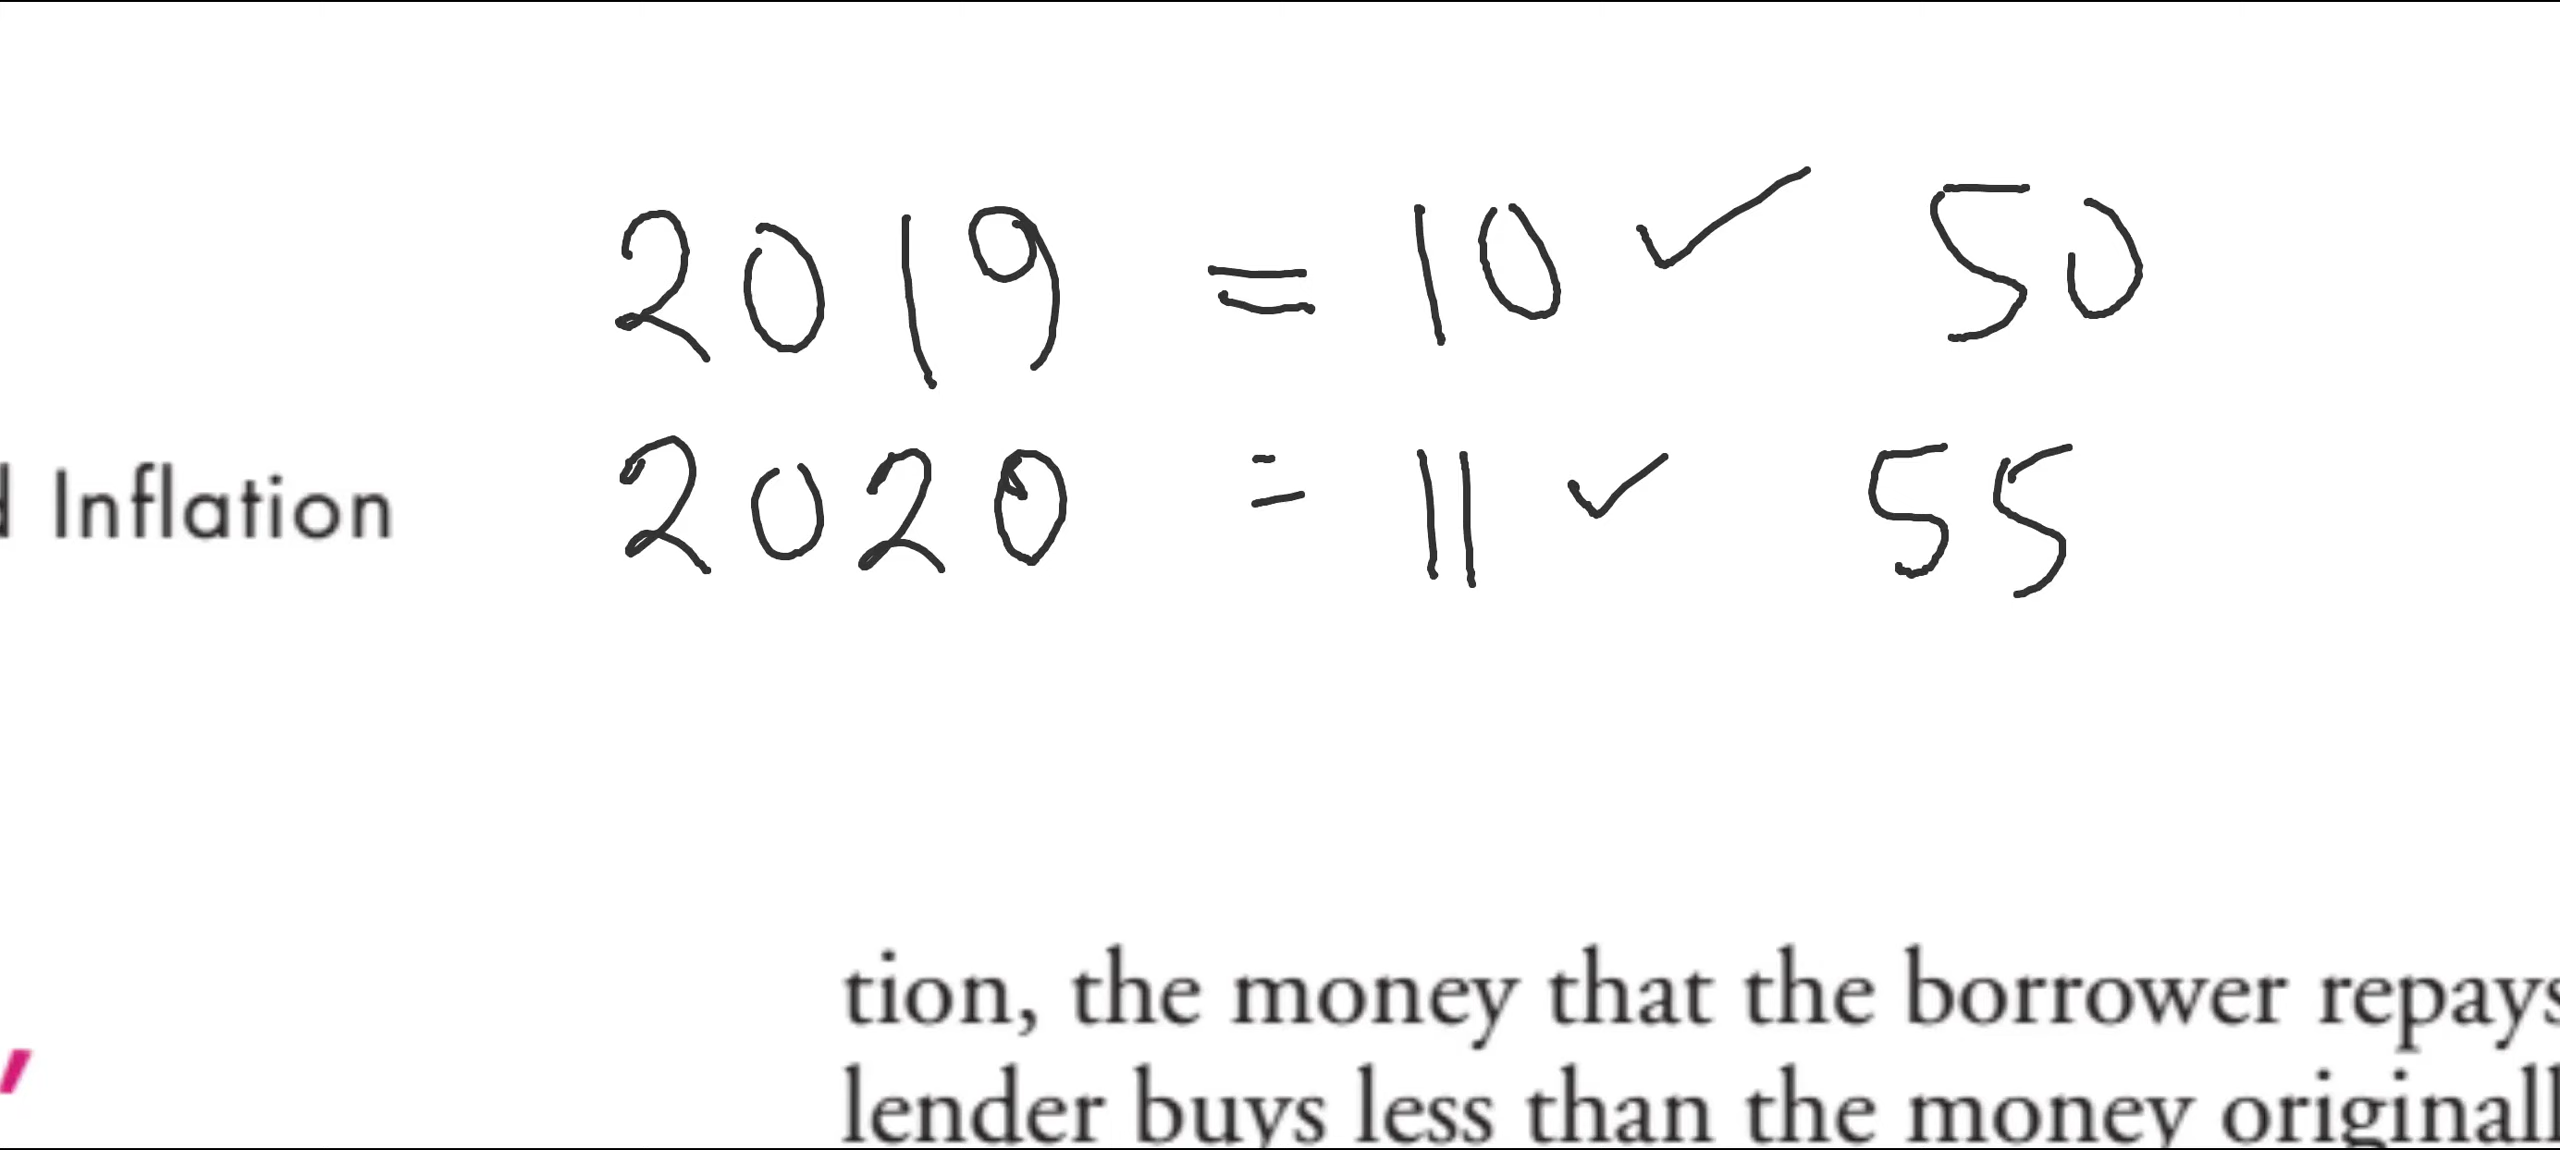 2019 = 10 ✓ 50
Inflation 2020 = 11 ✓ 55
tion, the money that the borrower repays
lender buys less than the money originall